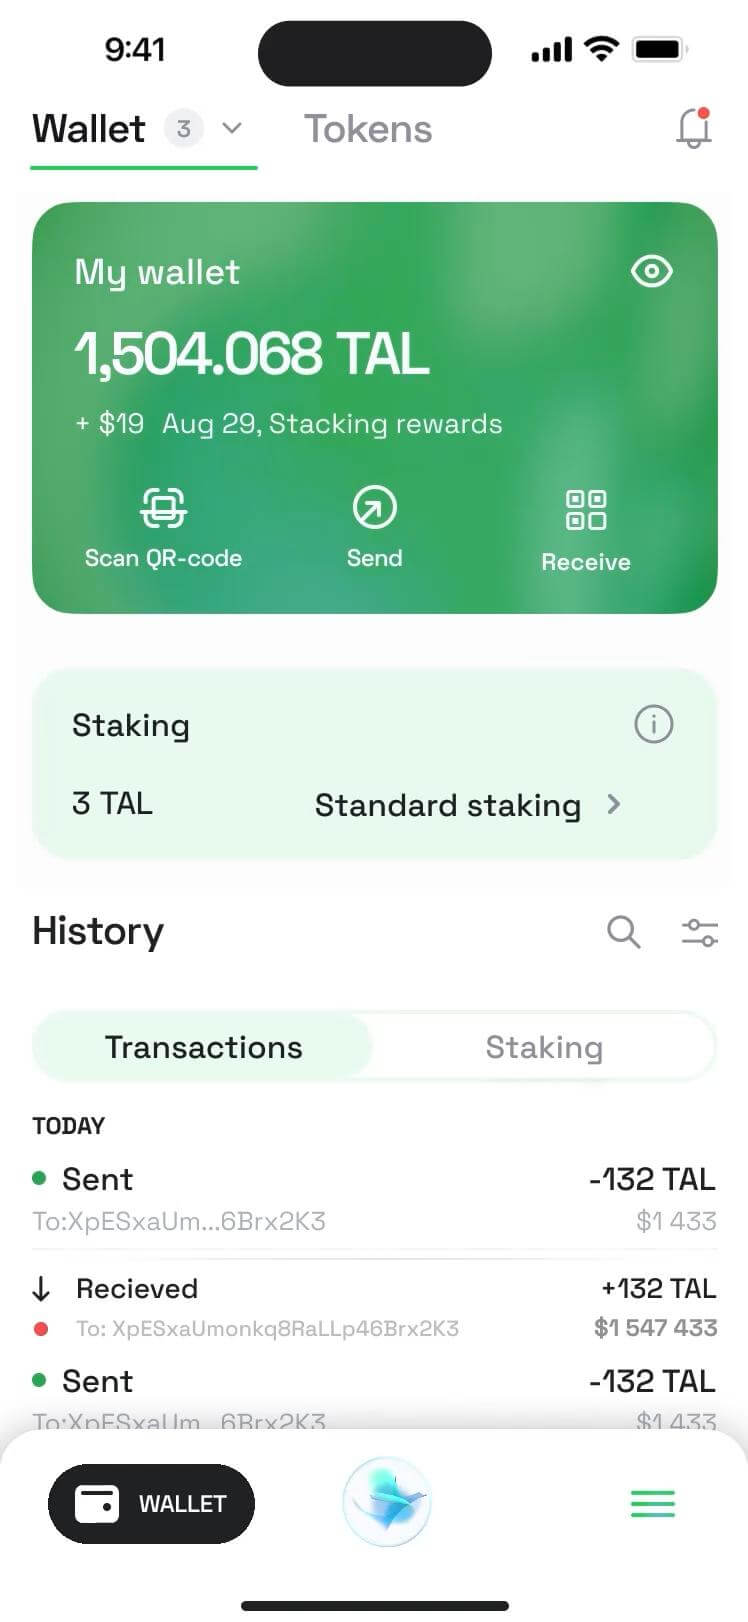 9:41
Wallet 3 Tokens
My wallet
1,504.068 TAL
+ $19 Aug 29, Stacking rewards
Scan QR-code Send Receive
Staking
3 TAL Standard staking
History
Transactions Staking
TODAY
Sent -132 TAL
To:XpESxaUm...6Brx2K3 $1 433
Recieved +132 TAL
To: XpESxaUmonkq8RaLLp46Brx2K3 $1 547 433
Sent -132 TAL
To:XpESxaUm...6Brx2K3 $1 433
WALLET